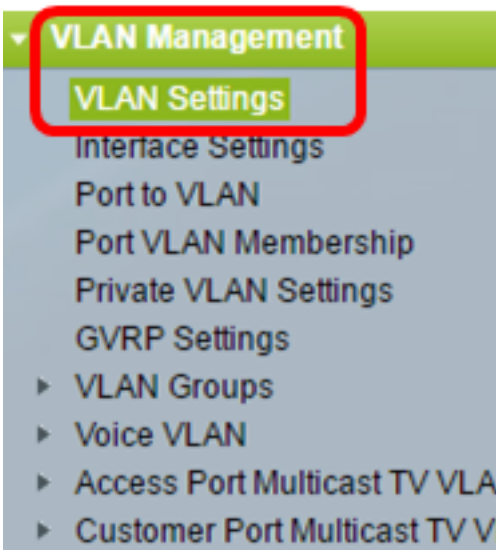 VLAN Management
VLAN Settings
Interface Settings
Port to VLAN
Port VLAN Membership
Private VLAN Settings
GVRP Settings
VLAN Groups
Voice VLAN
Access Port Multicast TV VLA
Customer Port Multicast TV V